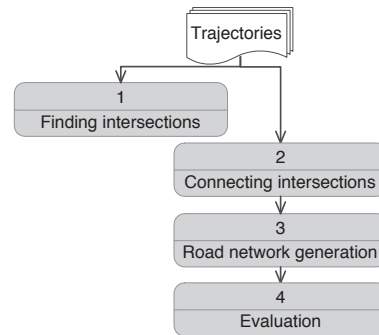 Trajectories
1
Finding intersections
2
Connecting intersections
3
Road network generation
4
Evaluation